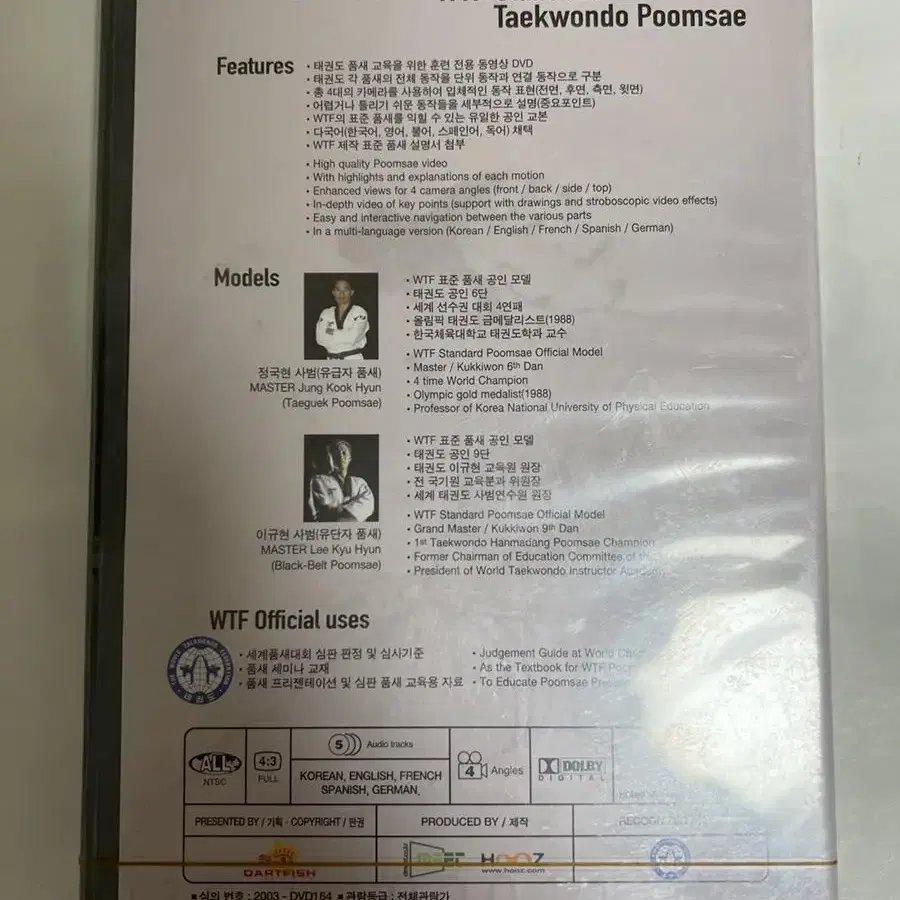 Taekwondo Poomsae
Features
• 태권도 품새 교육을 위한 훈련 전용 동영상 DVD
• 태권도 각 품새의 전체 동작을 단위 동작과 연결 동작으로 구분
• 총 4대의 카메라를 사용하여 입체적인 동작 표현(전면, 후면, 측면, 윗면)
• 어렵거나 틀리기 쉬운 동작들을 세부적으로 설명(중요포인트)
• WTF의 표준 품새를 익힐 수 있는 유일한 공인 교본
• 다국어(한국어, 영어, 불어, 스페인어, 독어) 채택
• WTF 제작 표준 품새 설명서 첨부
• High quality Poomsae video
• With highlights and explanations of each motion
• Enhanced views for 4 camera angles (front / back / side / top)
• In-depth video of key points (support with drawings and stroboscopic video effects)
• Easy and interactive navigation between the various parts
• In a multi-language version (Korean / English / French / Spanish / German)
Models
• WTF 표준 품새 공인 모델
• 태권도 공인 6단
• 세계 선수권 대회 4연패
• 올림픽 태권도 금메달리스트(1988)
• 한국체육대학교 태권도학과 교수
• WTF Standard Poomsae Official Model
• Master / Kukkiwon 6th Dan
• 4 time World Champion
• Olympic gold medalist(1988)
• Professor of Korea National University of Physical Education
정국현 사범(유급자 품새)
MASTER Jung Kook Hyun
(Taeguek Poomsae)
• WTF 표준 품새 공인 모델
• 태권도 공인 9단
• 태권도 이규현 교육원 원장
• 전 국기원 교육분과 위원장
• 세계 태권도 사범연수원 원장
• WTF Standard Poomsae Official Model
• Grand Master / Kukkiwon 9th Dan
• 1st Taekwondo Hanmadang Poomsae Champion
• Former Chairman of Education Committee of the
• President of World Taekwondo Instructor Academy
이규현 사범(유단자 품새)
MASTER Lee Kyu Hyun
(Black-Belt Poomsae)
WTF Official uses
• 세계품새대회 심판 판정 및 심사기준
• 품새 세미나 교재
• 품새 프리젠테이션 및 심판 품새 교육용 자료
• Judgement Guide at World
• As the Textbook for WTF
• To Educate Poomsae
ALL
NTSC
4:3
FULL
5 Audio tracks
KOREAN, ENGLISH, FRENCH
SPANISH, GERMAN.
4 Angles
DOLBY
DIGITAL
PRESENTED BY / 기획 · COPYRIGHT / 판권
PRODUCED BY / 제작
DARTFISH
HOOZ
www.hooz.com
■ 심의 번호 : 2003 - DVD164 ■ 관람등급 : 전체관람가